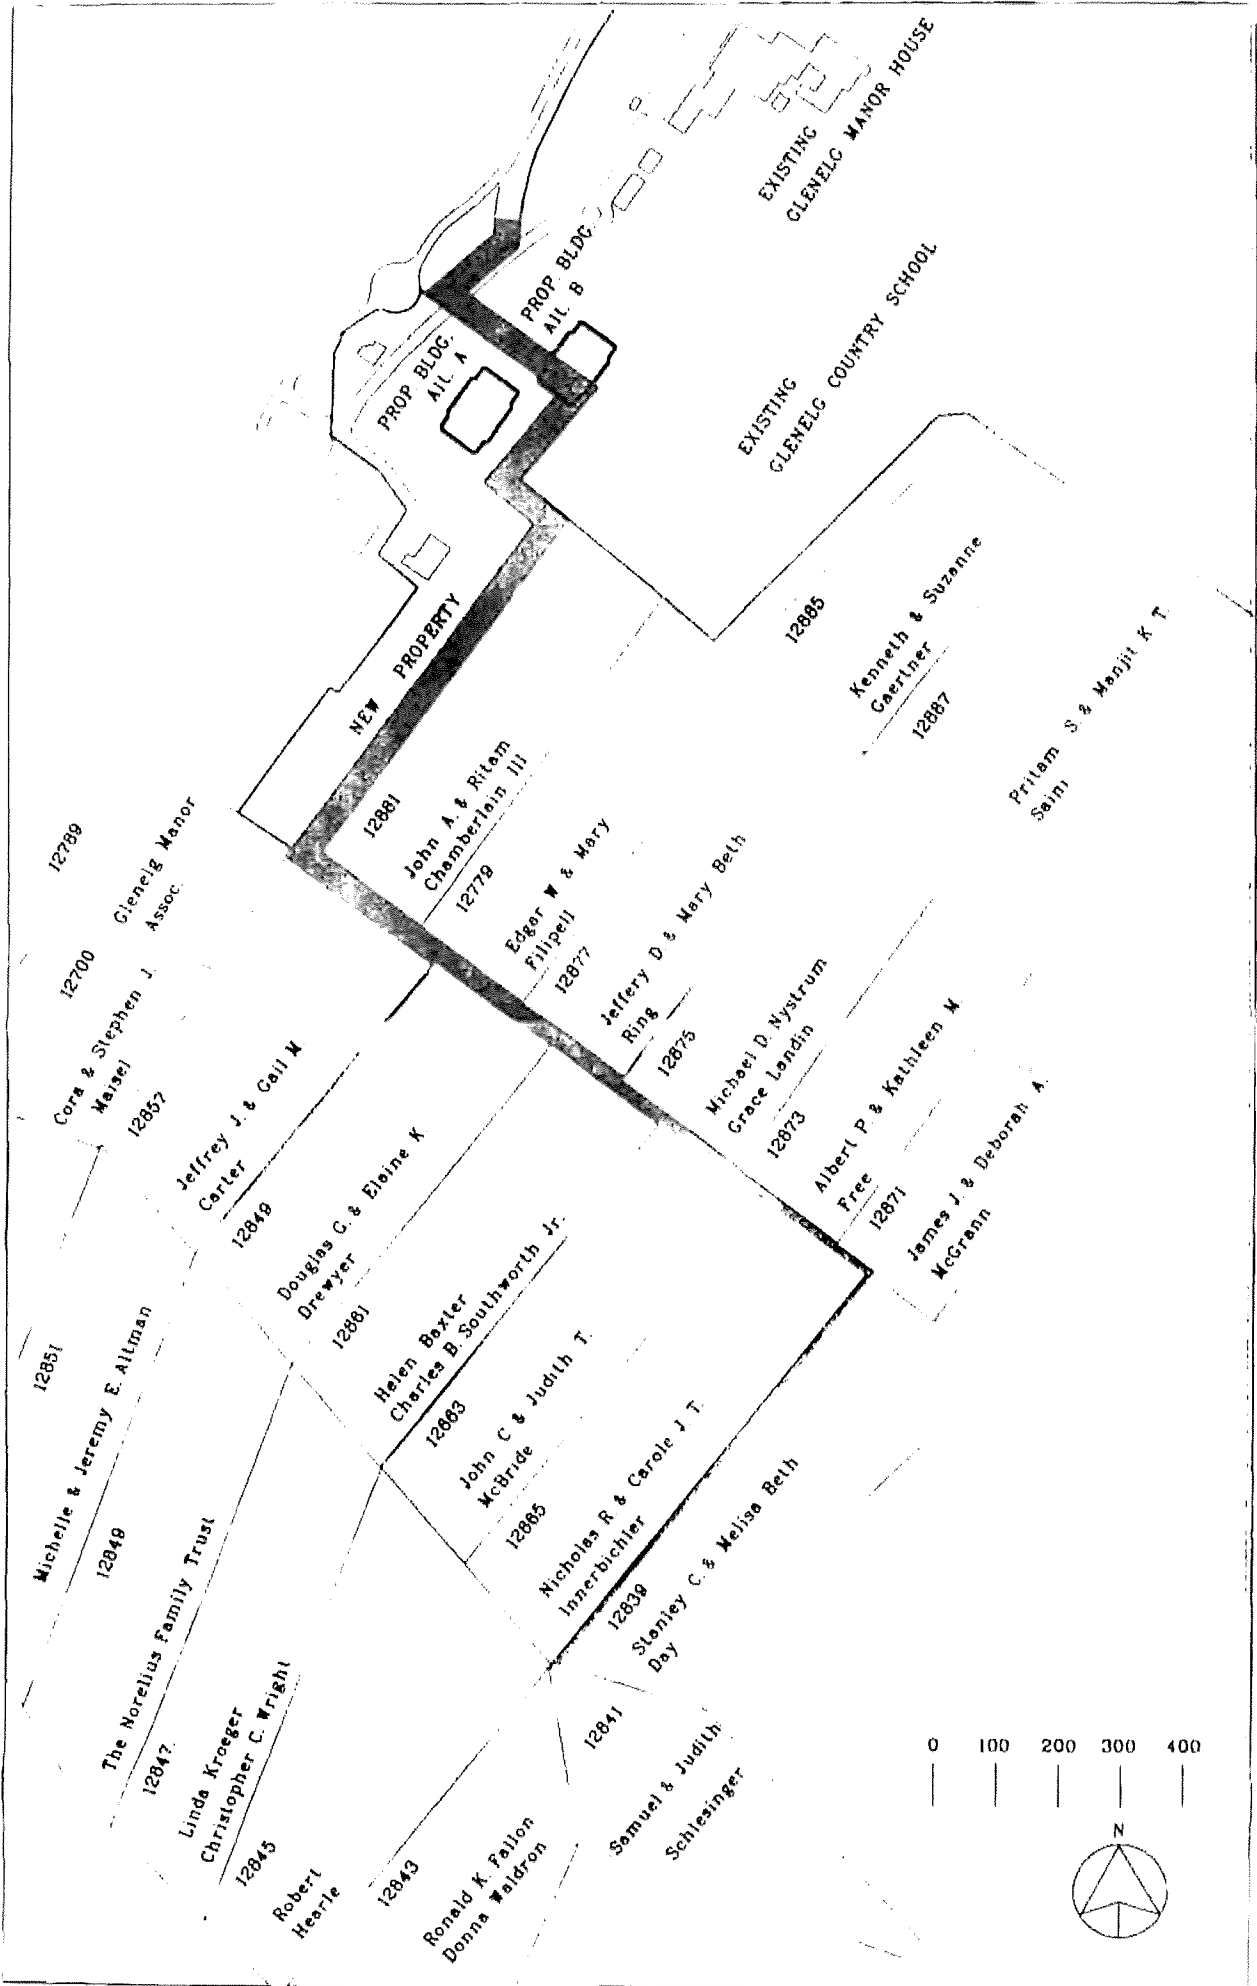 EXISTING
GLENELG MANOR HOUSE
PROP BLDG
Alt. B
PROP BLDG.
Alt. A
EXISTING
GLENELG COUNTRY SCHOOL
NEW PROPERTY
12885
Kenneth & Suzanne
Gaertner
12887
Pritam S. & Manjit K T.
Saini
12881
John A. & Ritam
Chamberlain III
12779
Edgar W & Mary
Filipell
12877
Jeffery D. & Mary Beth
Ring
12875
Michael D. Nystrum
Grace Landin
12873
Albert P. & Kathleen M
Free
12871
James J. & Deborah A.
McGrann
12789
Glenelg Manor
Assoc.
12700
Cora & Stephen J.
Maisel
12857
Jeffrey J. & Gail M
Carter
12849
Douglas G. & Elaine K.
Drewyer
12861
Helen Baxter
Charles B. Southworth Jr.
12863
John C & Judith T.
McBride
12865
Nicholas R. & Carole J. T.
Innerbichler
12839
Stanley C. & Melisa Beth
Day
12851
Michelle & Jeremy E. Altman
12849
The Norelius Family Trust
12847
Linda Kroeger
Christopher C. Wright
12845
Robert
Hearle
12843
Ronald K. Fallon
Donna Waldron
12841
Samuel & Judith
Schlesinger
0 100 200 300 400
N